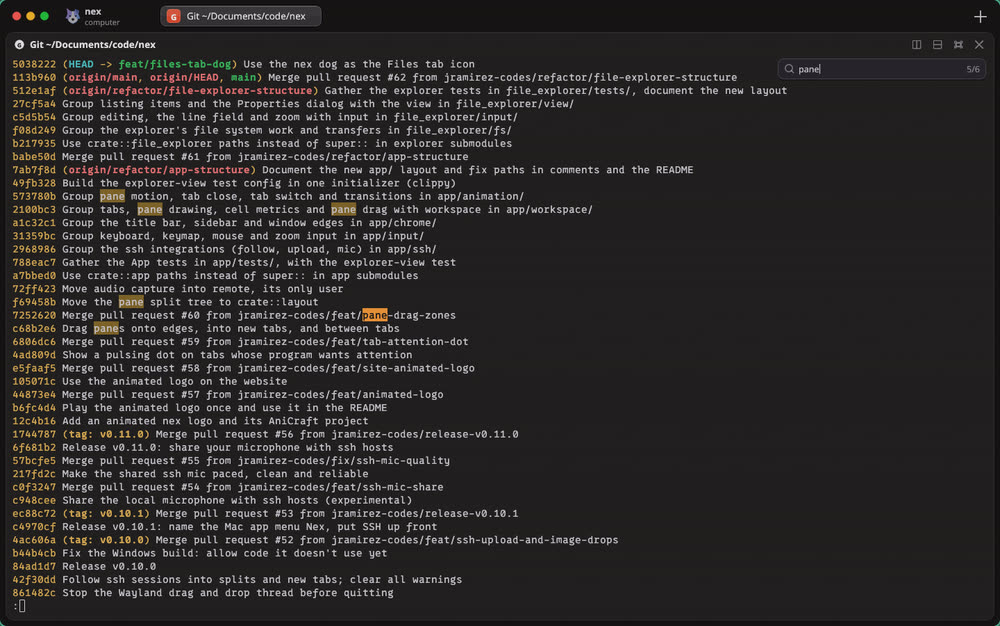 nex
computer
G Git ~/Documents/code/nex
G Git ~/Documents/code/nex
pane
5/6
5038222 (HEAD -> feat/files-tab-dog) Use the nex dog as the Files tab icon
113b960 (origin/main, origin/HEAD, main) Merge pull request #62 from jramirez-codes/refactor/file-explorer-structure
512e1af (origin/refactor/file-explorer-structure) Gather the explorer tests in file_explorer/tests/, document the new layout
27cf5a4 Group listing items and the Properties dialog with the view in file_explorer/view/
c5d5b54 Group editing, the line field and zoom with input in file_explorer/input/
f08d249 Group the explorer's file system work and transfers in file_explorer/fs/
b217935 Use crate::file_explorer paths instead of super:: in explorer submodules
babe50d Merge pull request #61 from jramirez-codes/refactor/app-structure
7ab7f8d (origin/refactor/app-structure) Document the new app/ layout and fix paths in comments and the README
49fb328 Build the explorer-view test config in one initializer (clippy)
573780b Group pane motion, tab close, tab switch and transitions in app/animation/
2100bc3 Group tabs, pane drawing, cell metrics and pane drag with workspace in app/workspace/
a1c32c1 Group the title bar, sidebar and window edges in app/chrome/
31359bc Group keyboard, keymap, mouse and zoom input in app/input/
2968986 Group the ssh integrations (follow, upload, mic) in app/ssh/
788eac7 Gather the App tests in app/tests/, with the explorer-view test
a7bbed0 Use crate::app paths instead of super:: in app submodules
72ff423 Move audio capture into remote, its only user
f69458b Move the pane split tree to crate::layout
7252620 Merge pull request #60 from jramirez-codes/feat/pane-drag-zones
c68b2e6 Drag panes onto edges, into new tabs, and between tabs
6806dc6 Merge pull request #59 from jramirez-codes/feat/tab-attention-dot
4ad809d Show a pulsing dot on tabs whose program wants attention
e5faaf5 Merge pull request #58 from jramirez-codes/feat/site-animated-logo
105071c Use the animated logo on the website
44873e4 Merge pull request #57 from jramirez-codes/feat/animated-logo
b6fc4d4 Play the animated logo once and use it in the README
12c4b16 Add an animated nex logo and its AniCraft project
1744787 (tag: v0.11.0) Merge pull request #56 from jramirez-codes/release-v0.11.0
6f681b2 Release v0.11.0: share your microphone with ssh hosts
57bcfe5 Merge pull request #55 from jramirez-codes/fix/ssh-mic-quality
217fd2c Make the shared ssh mic paced, clean and reliable
c0f3247 Merge pull request #54 from jramirez-codes/feat/ssh-mic-share
c948cee Share the local microphone with ssh hosts (experimental)
ec88c72 (tag: v0.10.1) Merge pull request #53 from jramirez-codes/release-v0.10.1
c4970cf Release v0.10.1: name the Mac app menu Nex, put SSH up front
4ac606a (tag: v0.10.0) Merge pull request #52 from jramirez-codes/feat/ssh-upload-and-image-drops
b44b4cb Fix the Windows build: allow code it doesn't use yet
84ad1d7 Release v0.10.0
42f30dd Follow ssh sessions into splits and new tabs; clear all warnings
861482c Stop the Wayland drag and drop thread before quitting
: